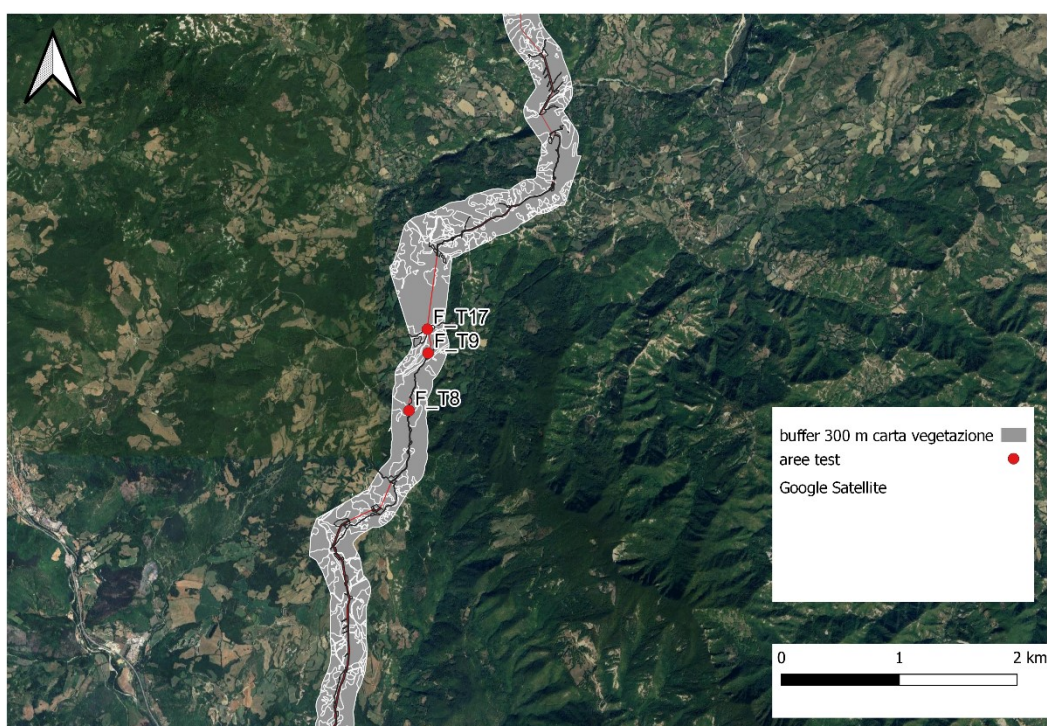 F_T17
F_T9
F_T8
buffer 300 m carta vegetazione
aree test
Google Satellite
0 1 2 km